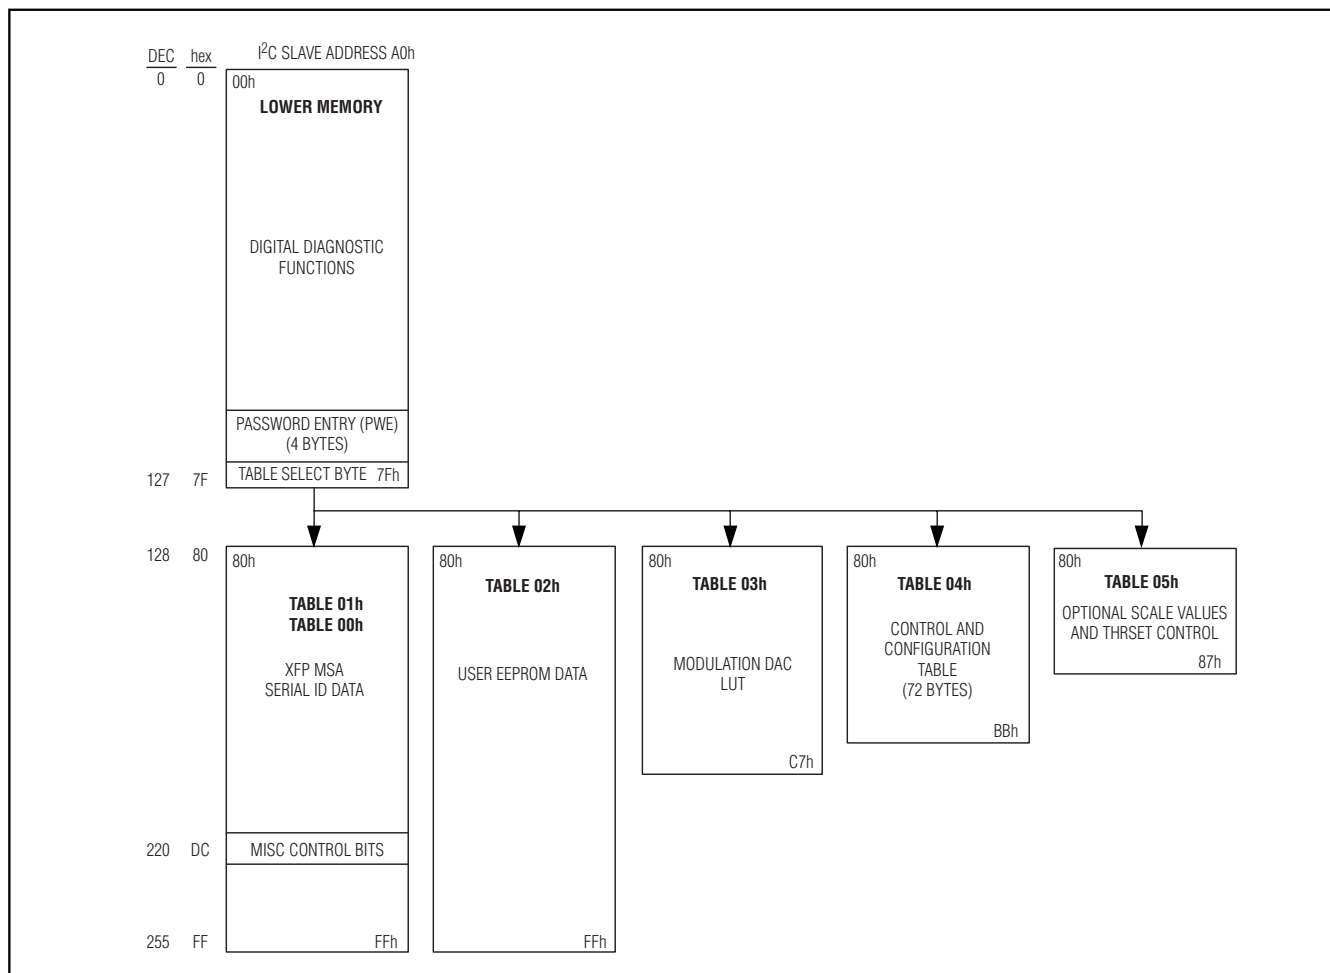 DEC hex I²C SLAVE ADDRESS A0h
0 0 00h
LOWER MEMORY
DIGITAL DIAGNOSTIC
FUNCTIONS
PASSWORD ENTRY (PWE)
(4 BYTES)
127 7F TABLE SELECT BYTE 7Fh
128 80
80h
TABLE 01h
TABLE 00h
XFP MSA
SERIAL ID DATA
220 DC MISC CONTROL BITS
255 FF FFh
80h
TABLE 02h
USER EEPROM DATA
FFh
80h
TABLE 03h
MODULATION DAC
LUT
C7h
80h
TABLE 04h
CONTROL AND
CONFIGURATION
TABLE
(72 BYTES)
BBh
80h
TABLE 05h
OPTIONAL SCALE VALUES
AND THRSET CONTROL
87h